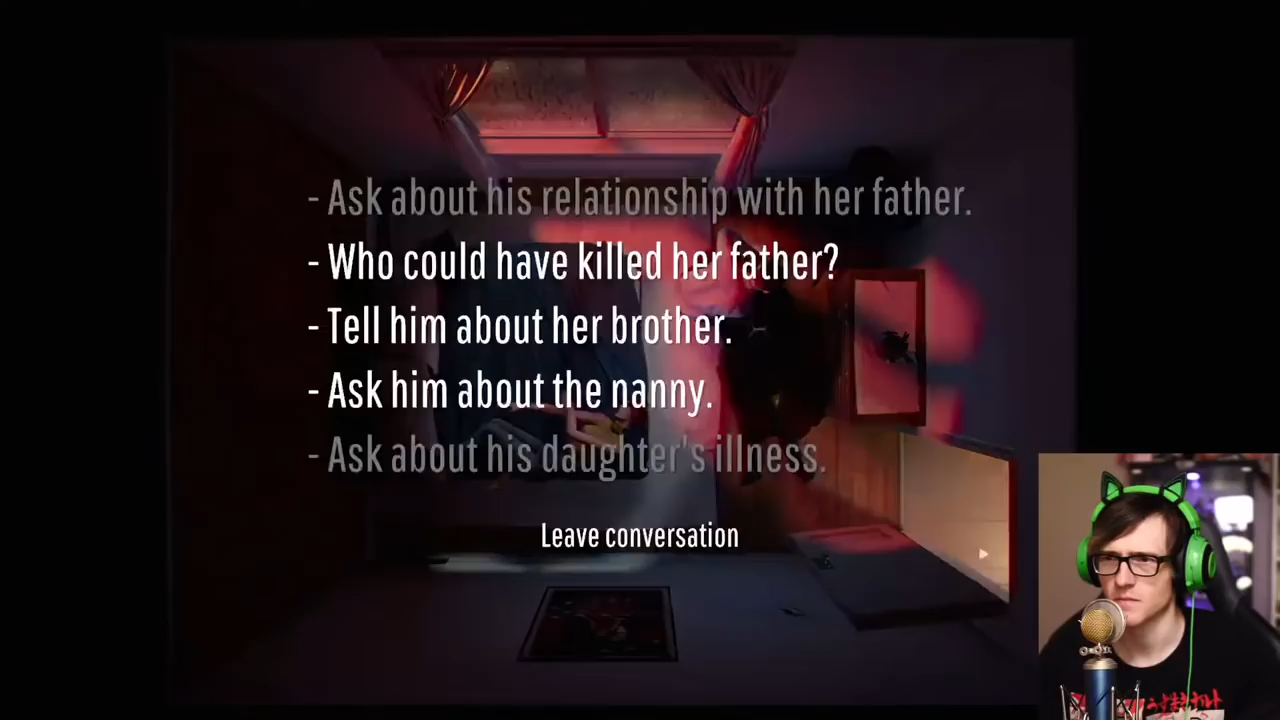 - Ask about his relationship with her father.
- Who could have killed her father?
- Tell him about her brother.
- Ask him about the nanny.
- Ask about his daughter's illness.
Leave conversation